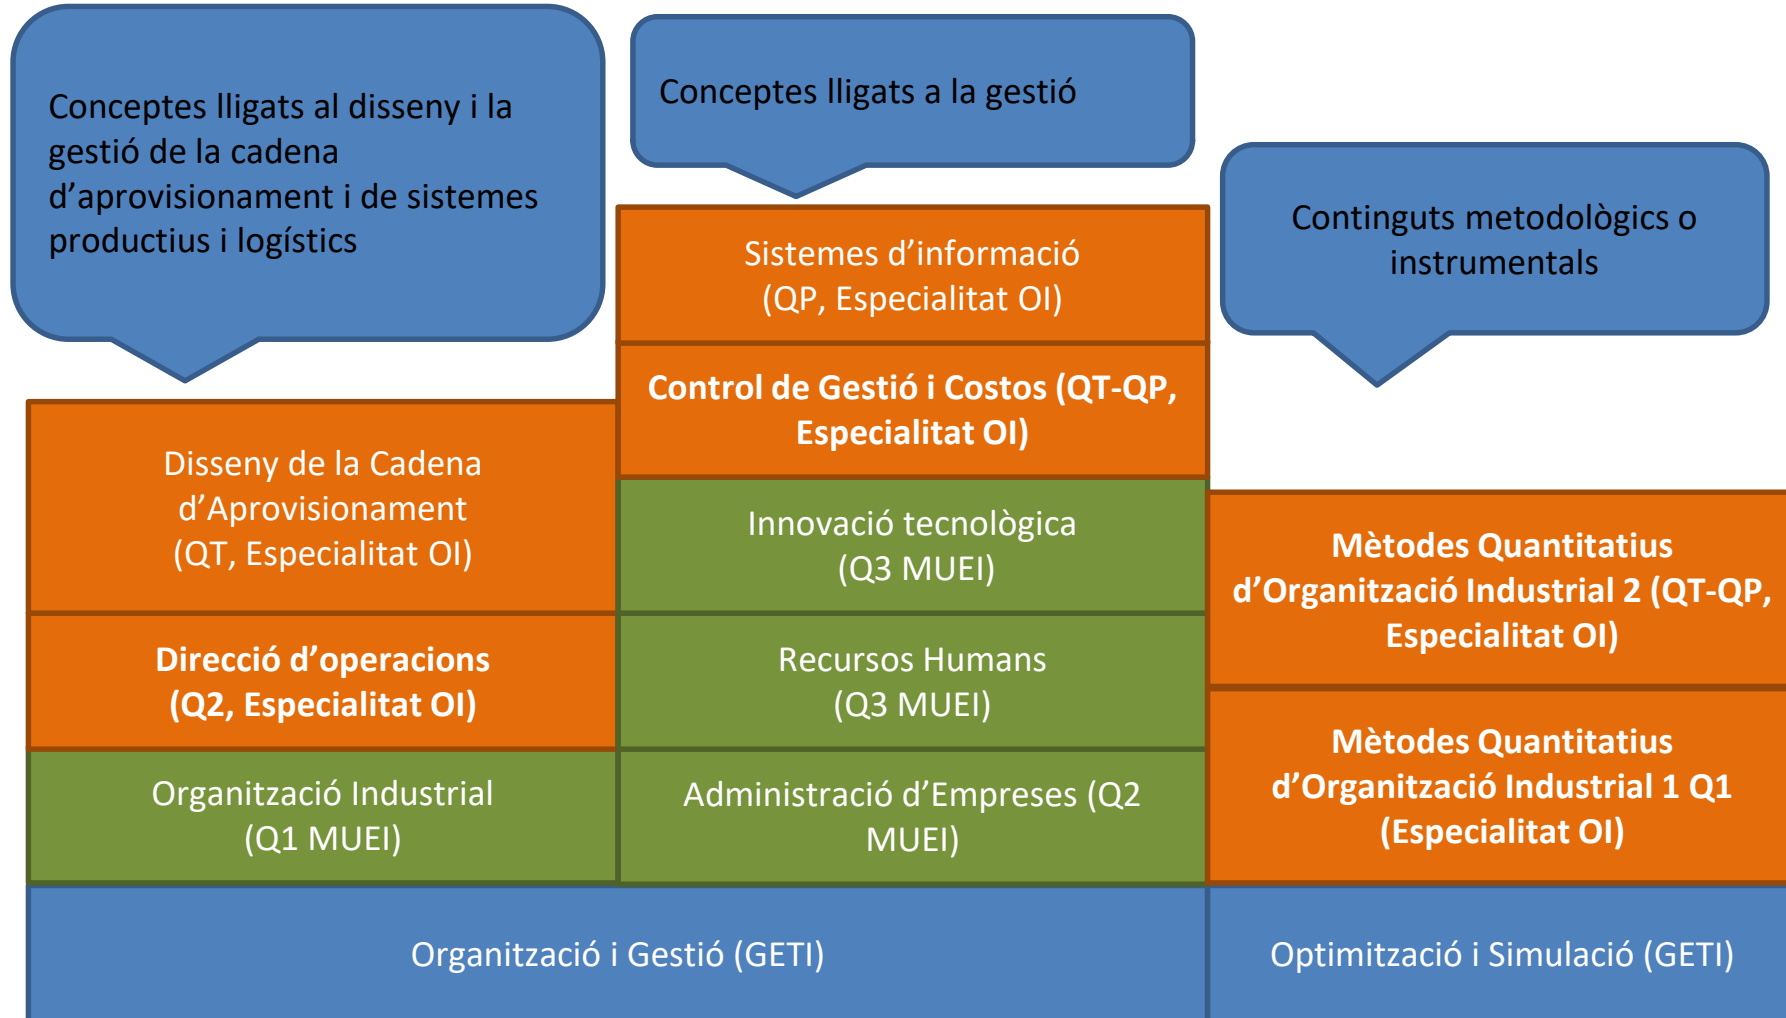 Conceptes lligats al disseny i la
gestió de la cadena
d’aprovisionament i de sistemes
productius i logístics
Conceptes lligats a la gestió
Continguts metodològics o
instrumentals
Sistemes d’informació
(QP, Especialitat OI)
Control de Gestió i Costos (QT-QP,
Especialitat OI)
Disseny de la Cadena
d’Aprovisionament
(QT, Especialitat OI)
Innovació tecnològica
(Q3 MUEI)
Mètodes Quantitatius
d’Organització Industrial 2 (QT-QP,
Especialitat OI)
Direcció d’operacions
(Q2, Especialitat OI)
Recursos Humans
(Q3 MUEI)
Mètodes Quantitatius
d’Organització Industrial 1 Q1
(Especialitat OI)
Organització Industrial
(Q1 MUEI)
Administració d’Empreses (Q2
MUEI)
Organització i Gestió (GETI)
Optimització i Simulació (GETI)